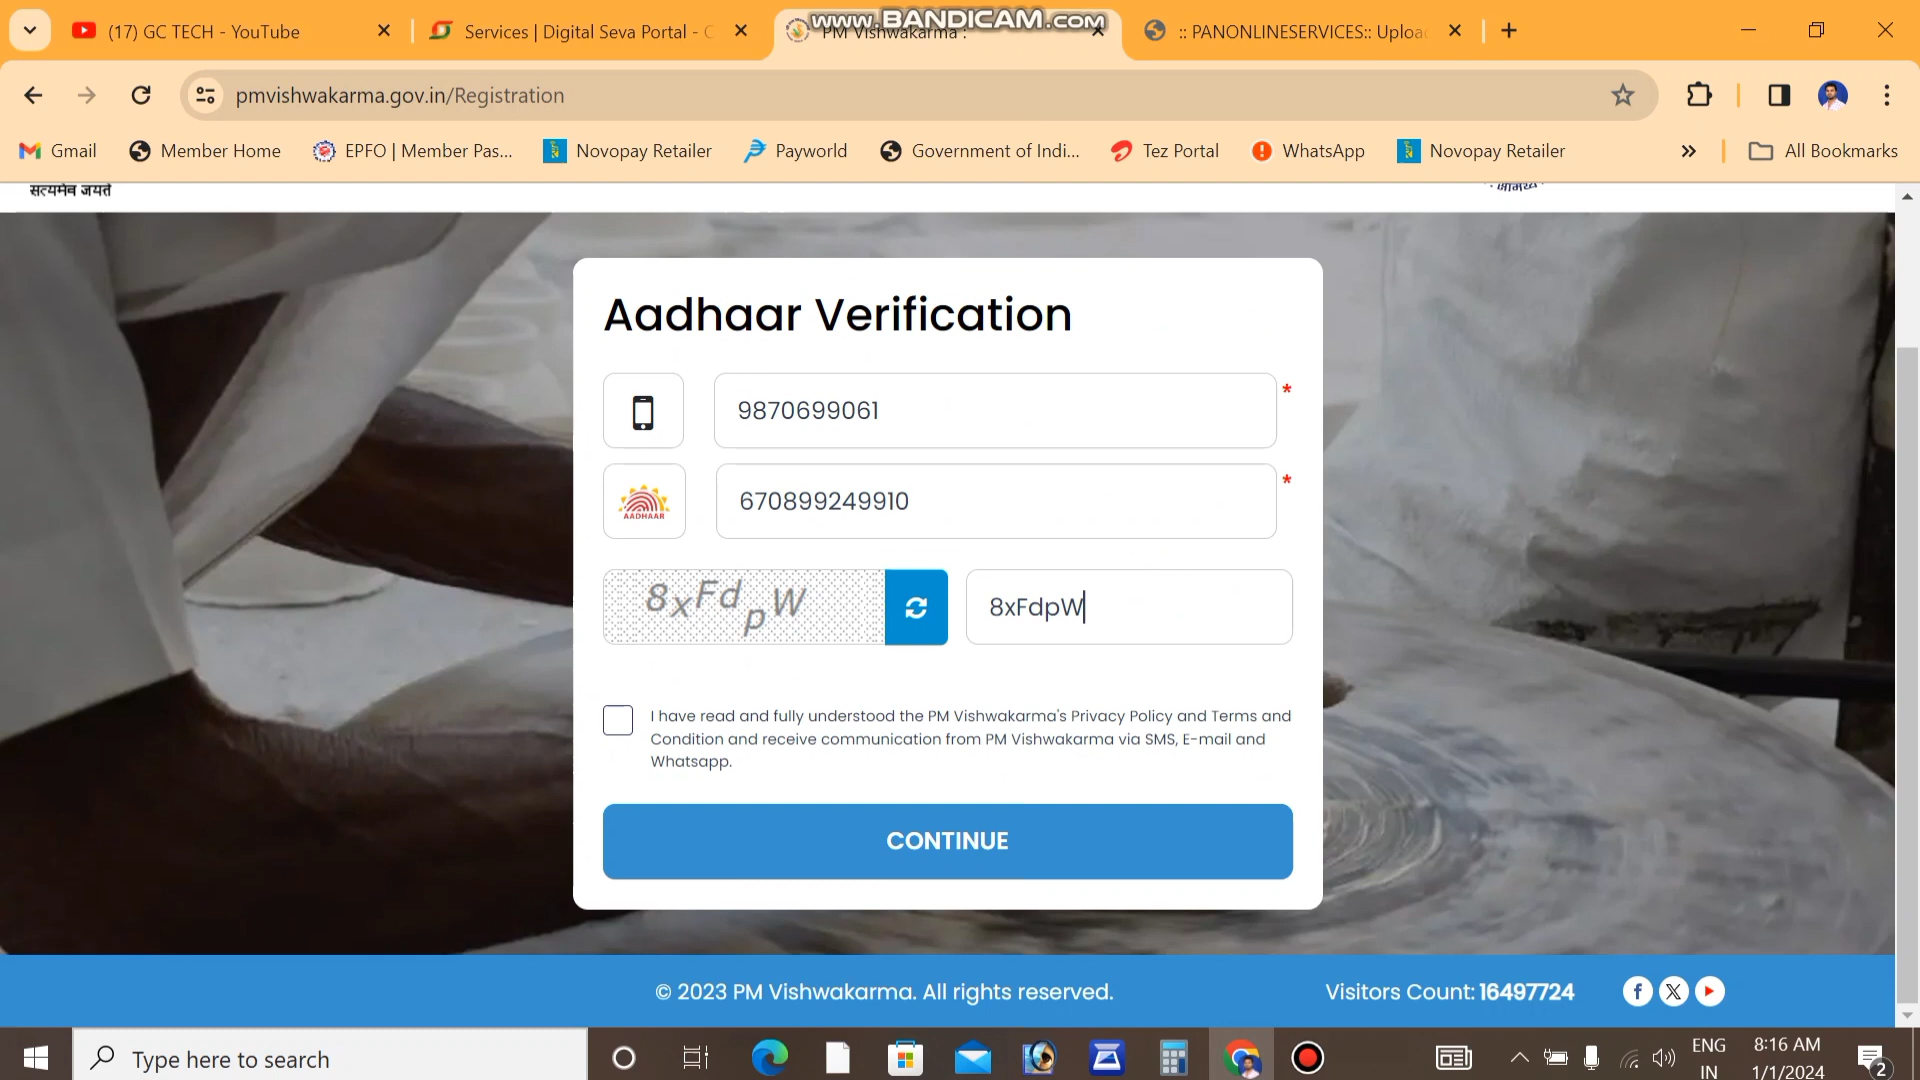 (17) GC TECH - YouTube
Services | Digital Seva Portal - C
PM Vishwakarma :
www.BANDICAM.com
:: PANONLINESERVICES:: Uploa
pmvishwakarma.gov.in/Registration
Gmail
Member Home
EPFO | Member Pas...
Novopay Retailer
Payworld
Government of Indi...
Tez Portal
WhatsApp
Novopay Retailer
All Bookmarks
सत्यमेव जयते
Aadhaar Verification
9870699061
*
AADHAAR
670899249910
*
8xFdpW
8xFdpW
I have read and fully understood the PM Vishwakarma's Privacy Policy and Terms and
Condition and receive communication from PM Vishwakarma via SMS, E-mail and
Whatsapp.
CONTINUE
© 2023 PM Vishwakarma. All rights reserved.
Visitors Count: 16497724
Type here to search
ENG
IN
8:16 AM
1/1/2024
2